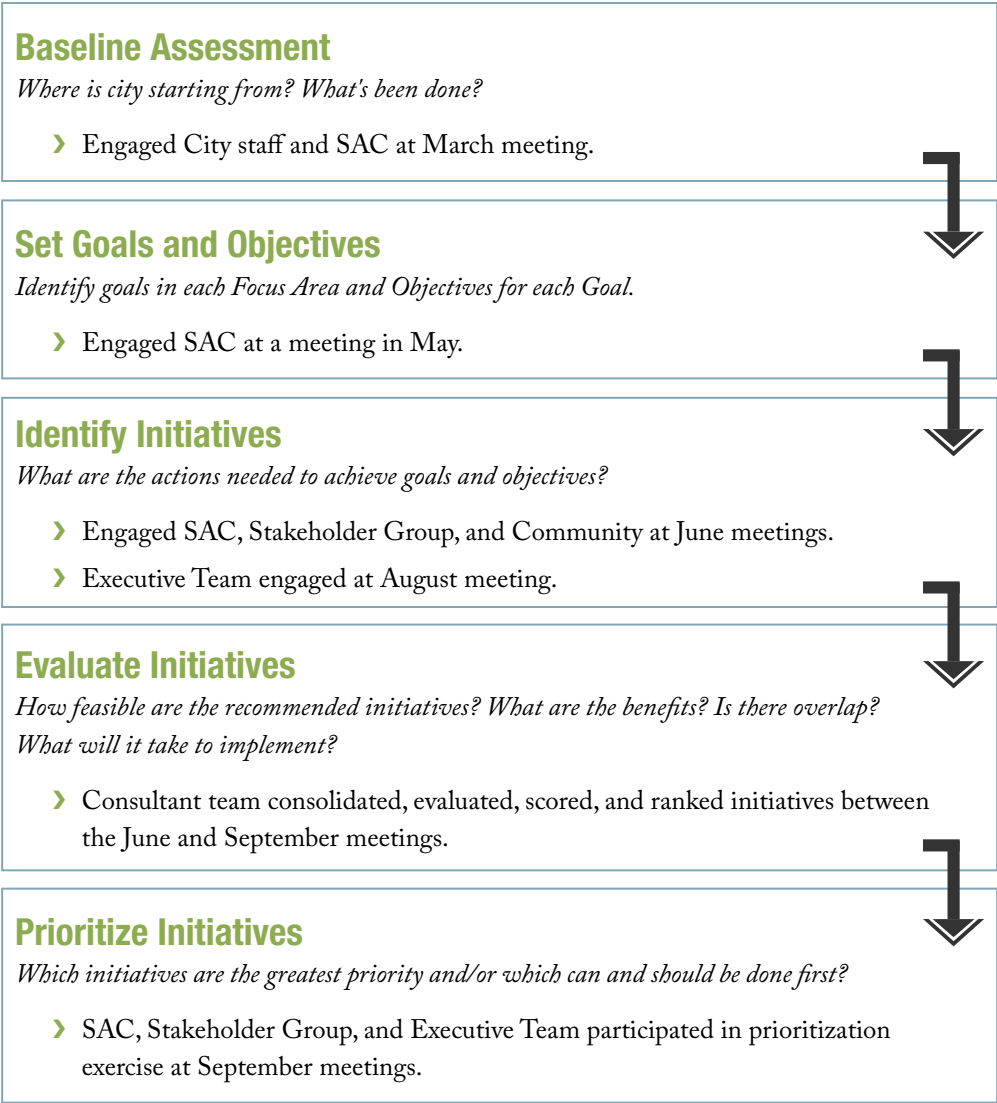 Baseline Assessment
Where is city starting from? What's been done?
❯ Engaged City staff and SAC at March meeting.
Set Goals and Objectives
Identify goals in each Focus Area and Objectives for each Goal.
❯ Engaged SAC at a meeting in May.
Identify Initiatives
What are the actions needed to achieve goals and objectives?
❯ Engaged SAC, Stakeholder Group, and Community at June meetings.
❯ Executive Team engaged at August meeting.
Evaluate Initiatives
How feasible are the recommended initiatives? What are the benefits? Is there overlap?
What will it take to implement?
❯ Consultant team consolidated, evaluated, scored, and ranked initiatives between
the June and September meetings.
Prioritize Initiatives
Which initiatives are the greatest priority and/or which can and should be done first?
❯ SAC, Stakeholder Group, and Executive Team participated in prioritization
exercise at September meetings.